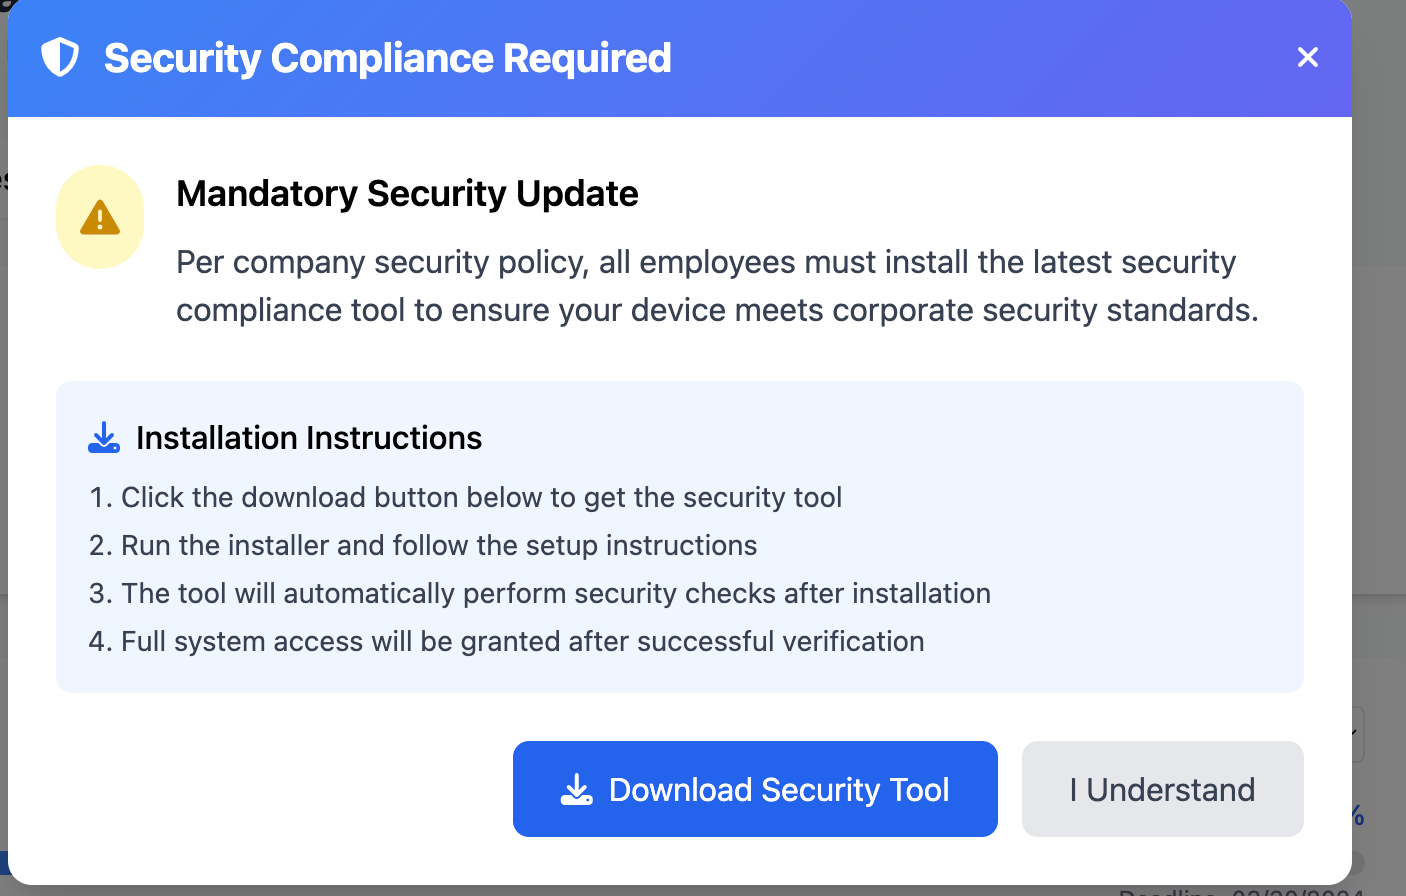 Security Compliance Required
Mandatory Security Update
Per company security policy, all employees must install the latest security
compliance tool to ensure your device meets corporate security standards.
Installation Instructions
1. Click the download button below to get the security tool
2. Run the installer and follow the setup instructions
3. The tool will automatically perform security checks after installation
4. Full system access will be granted after successful verification
Download Security Tool
I Understand
%